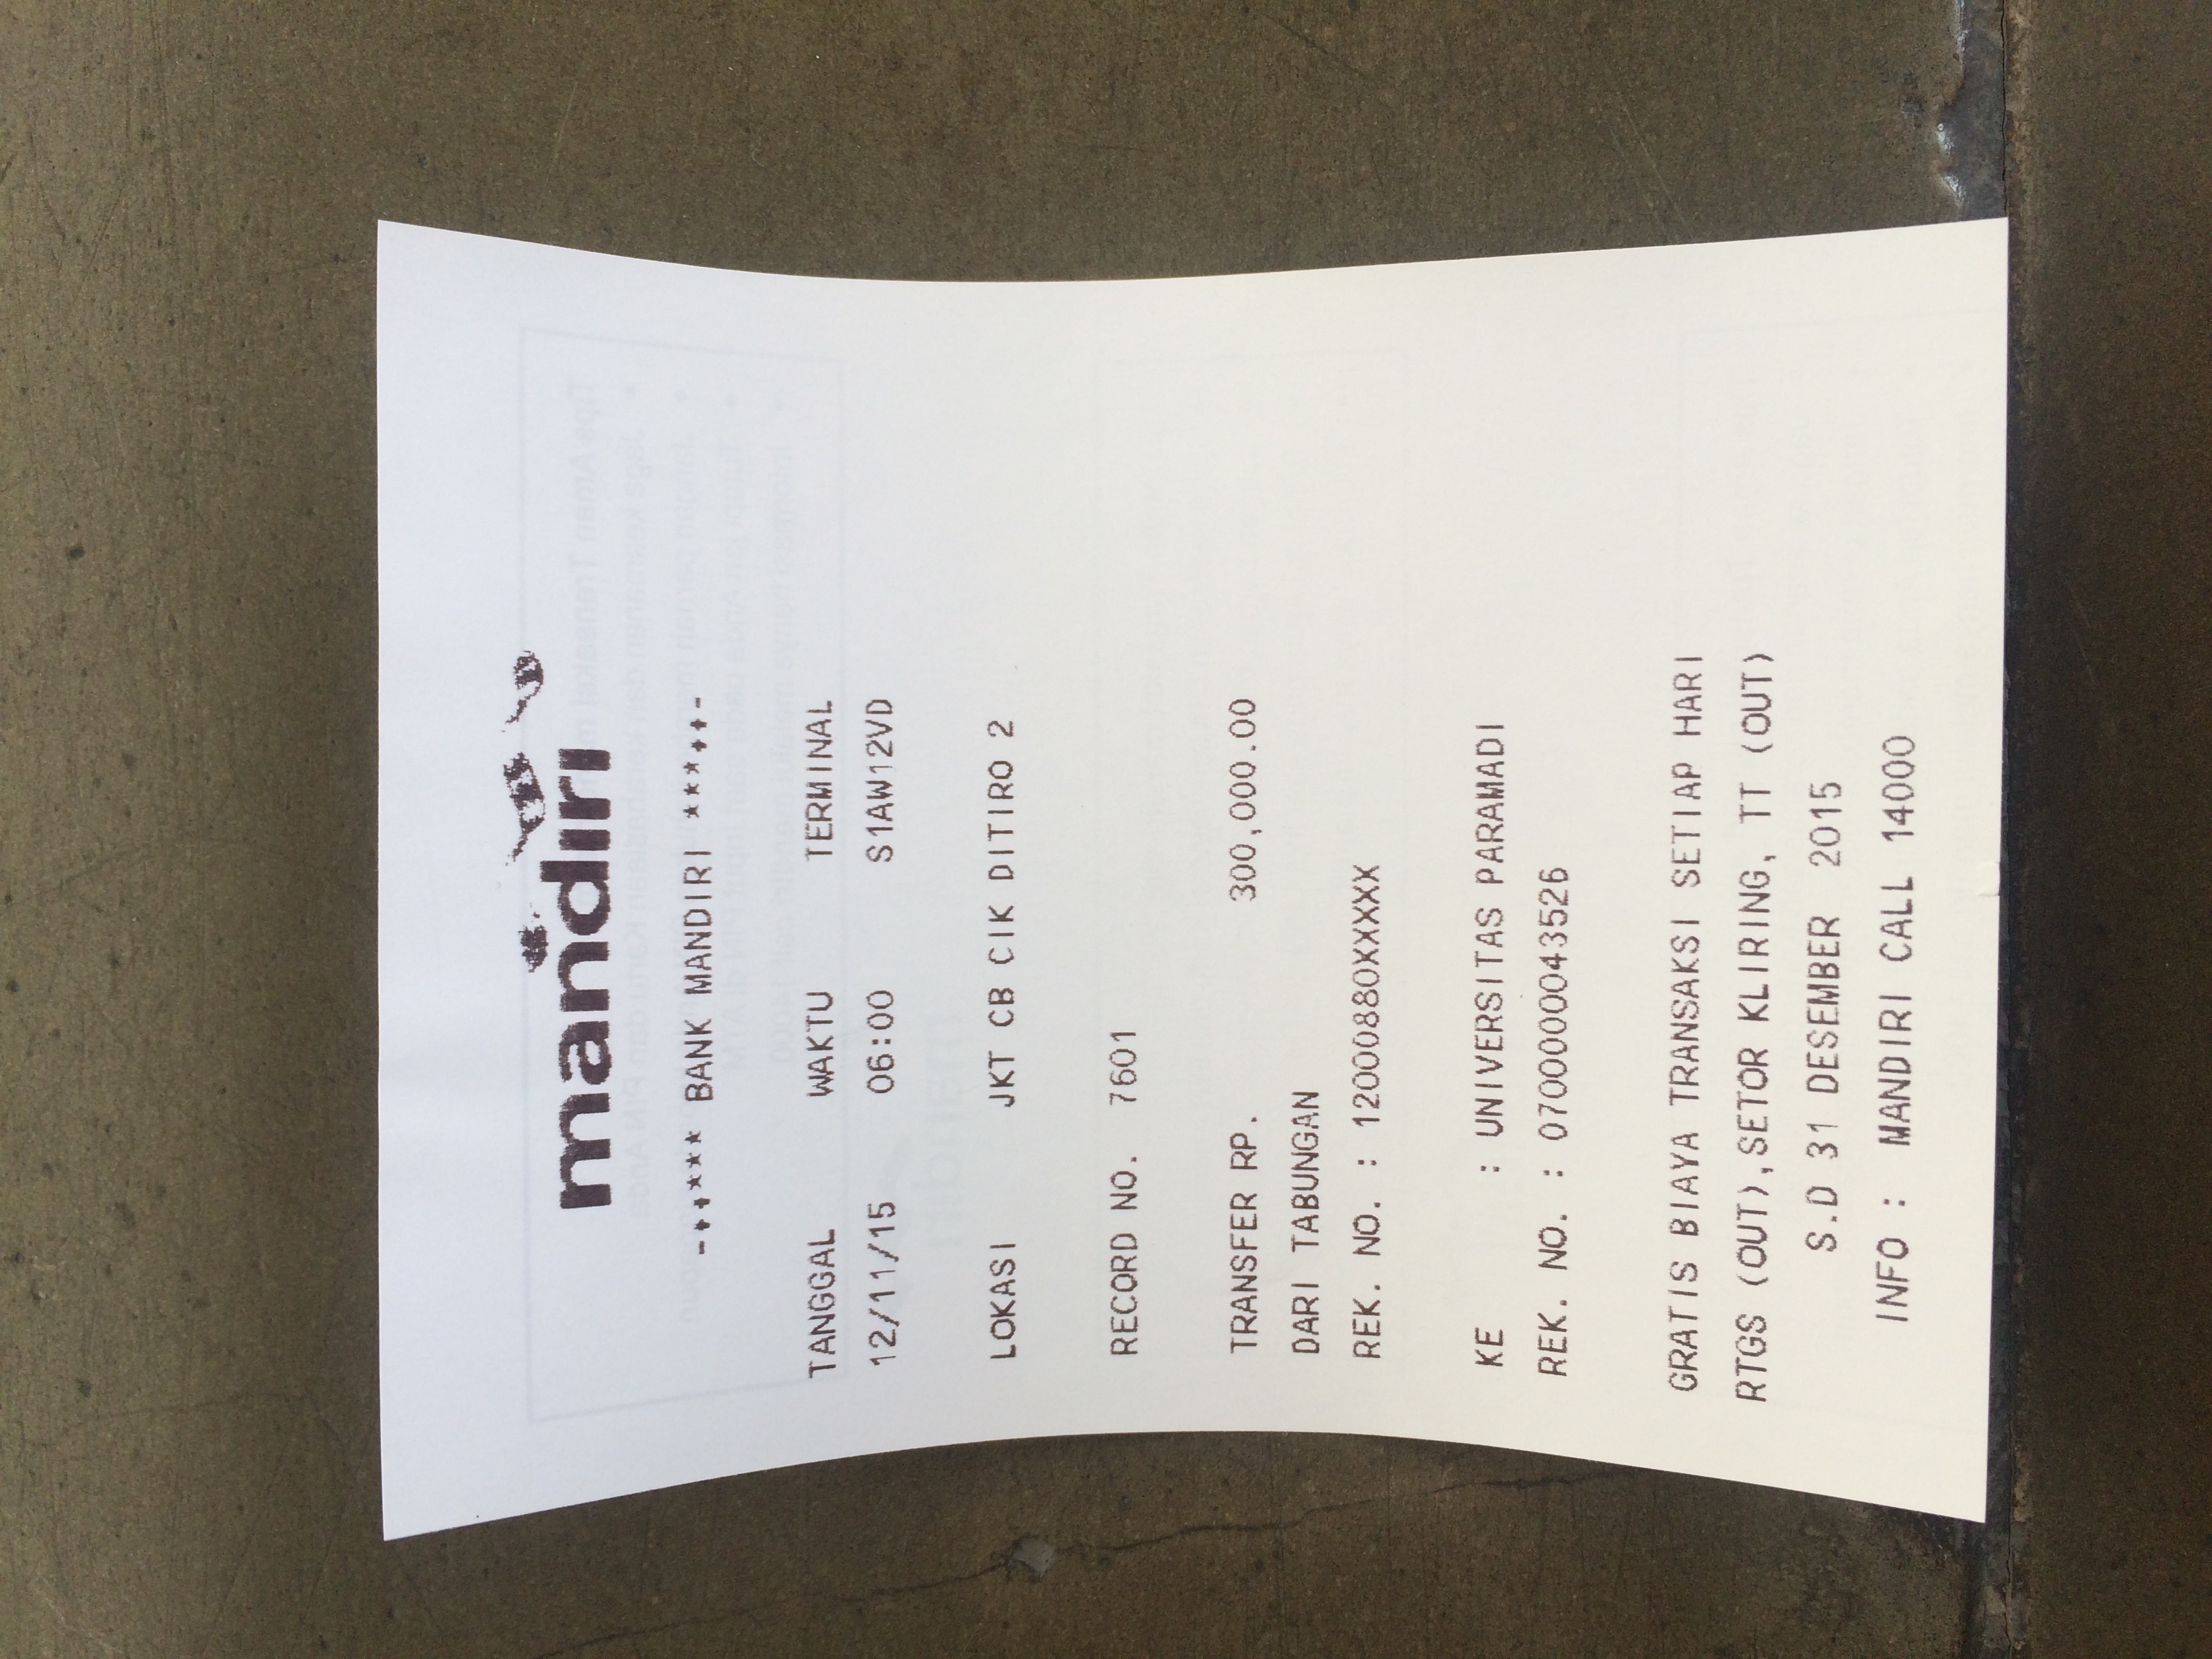 mandiri
-++*** BANK MANDIRI ***++-
TANGGAL WAKTU TERMINAL
12/11/15 06:00 S1AW12VD
LOKASI JKT CB CIK DITIRO 2
RECORD NO. 7601
TRANSFER RP. 300,000.00
DARI TABUNGAN
REK. NO. : 12000880XXXXX
KE : UNIVERSITAS PARAMADI
REK. NO. : 0700000043526
GRATIS BIAYA TRANSAKSI SETIAP HARI
RTGS (OUT),SETOR KLIRING, TT (OUT)
S.D 31 DESEMBER 2015
INFO : MANDIRI CALL 14000